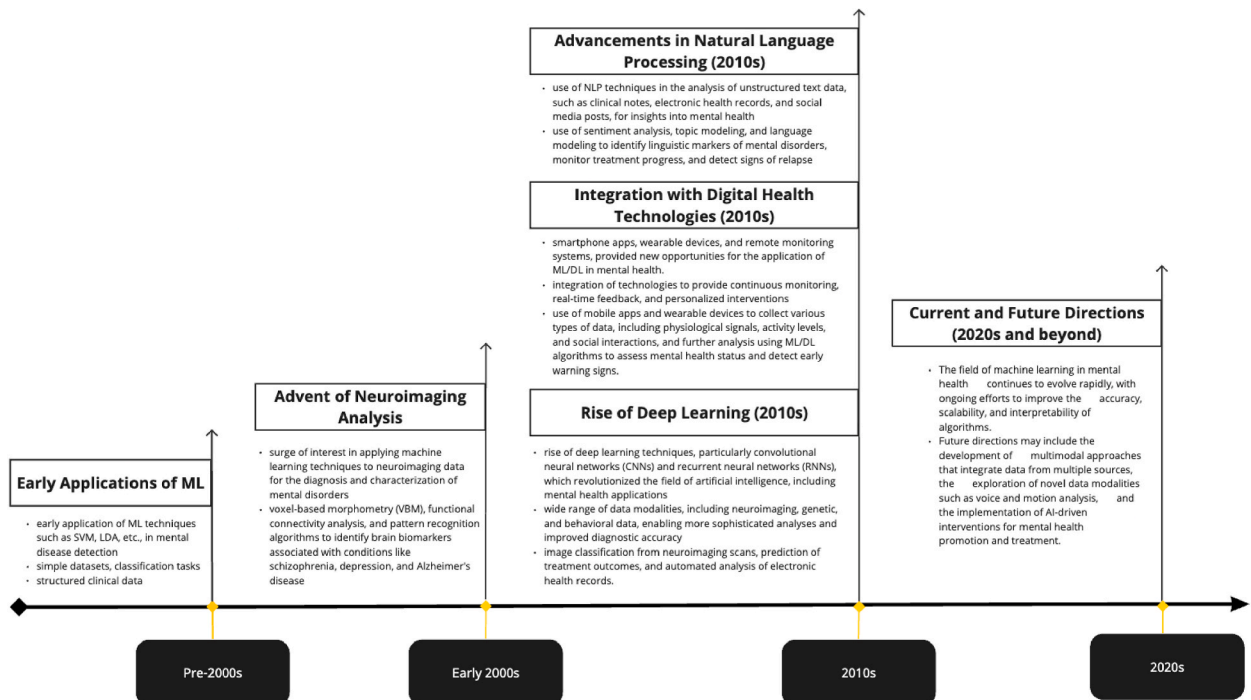 Early Applications of ML
• early application of ML techniques
such as SVM, LDA, etc., in mental
disease detection
• simple datasets, classification tasks
• structured clinical data
Advent of Neuroimaging
Analysis
• surge of interest in applying machine
learning techniques to neuroimaging data
for the diagnosis and characterization of
mental disorders
• voxel-based morphometry (VBM), functional
connectivity analysis, and pattern recognition
algorithms to identify brain biomarkers
associated with conditions like
schizophrenia, depression, and Alzheimer's
disease
Advancements in Natural Language
Processing (2010s)
• use of NLP techniques in the analysis of unstructured text data,
such as clinical notes, electronic health records, and social
media posts, for insights into mental health
• use of sentiment analysis, topic modeling, and language
modeling to identify linguistic markers of mental disorders,
monitor treatment progress, and detect signs of relapse
Integration with Digital Health
Technologies (2010s)
• smartphone apps, wearable devices, and remote monitoring
systems, provided new opportunities for the application of
ML/DL in mental health.
• integration of technologies to provide continuous monitoring,
real-time feedback, and personalized interventions
• use of mobile apps and wearable devices to collect various
types of data, including physiological signals, activity levels,
and social interactions, and further analysis using ML/DL
algorithms to assess mental health status and detect early
warning signs.
Rise of Deep Learning (2010s)
• rise of deep learning techniques, particularly convolutional
neural networks (CNNs) and recurrent neural networks (RNNs),
which revolutionized the field of artificial intelligence, including
mental health applications
• wide range of data modalities, including neuroimaging, genetic,
and behavioral data, enabling more sophisticated analyses and
improved diagnostic accuracy
• image classification from neuroimaging scans, prediction of
treatment outcomes, and automated analysis of electronic
health records.
Current and Future Directions
(2020s and beyond)
• The field of machine learning in mental
health continues to evolve rapidly, with
ongoing efforts to improve the accuracy,
scalability, and interpretability of
algorithms.
• Future directions may include the
development of multimodal approaches
that integrate data from multiple sources,
the exploration of novel data modalities
such as voice and motion analysis, and
the implementation of AI-driven
interventions for mental health
promotion and treatment.
Pre-2000s
Early 2000s
2010s
2020s